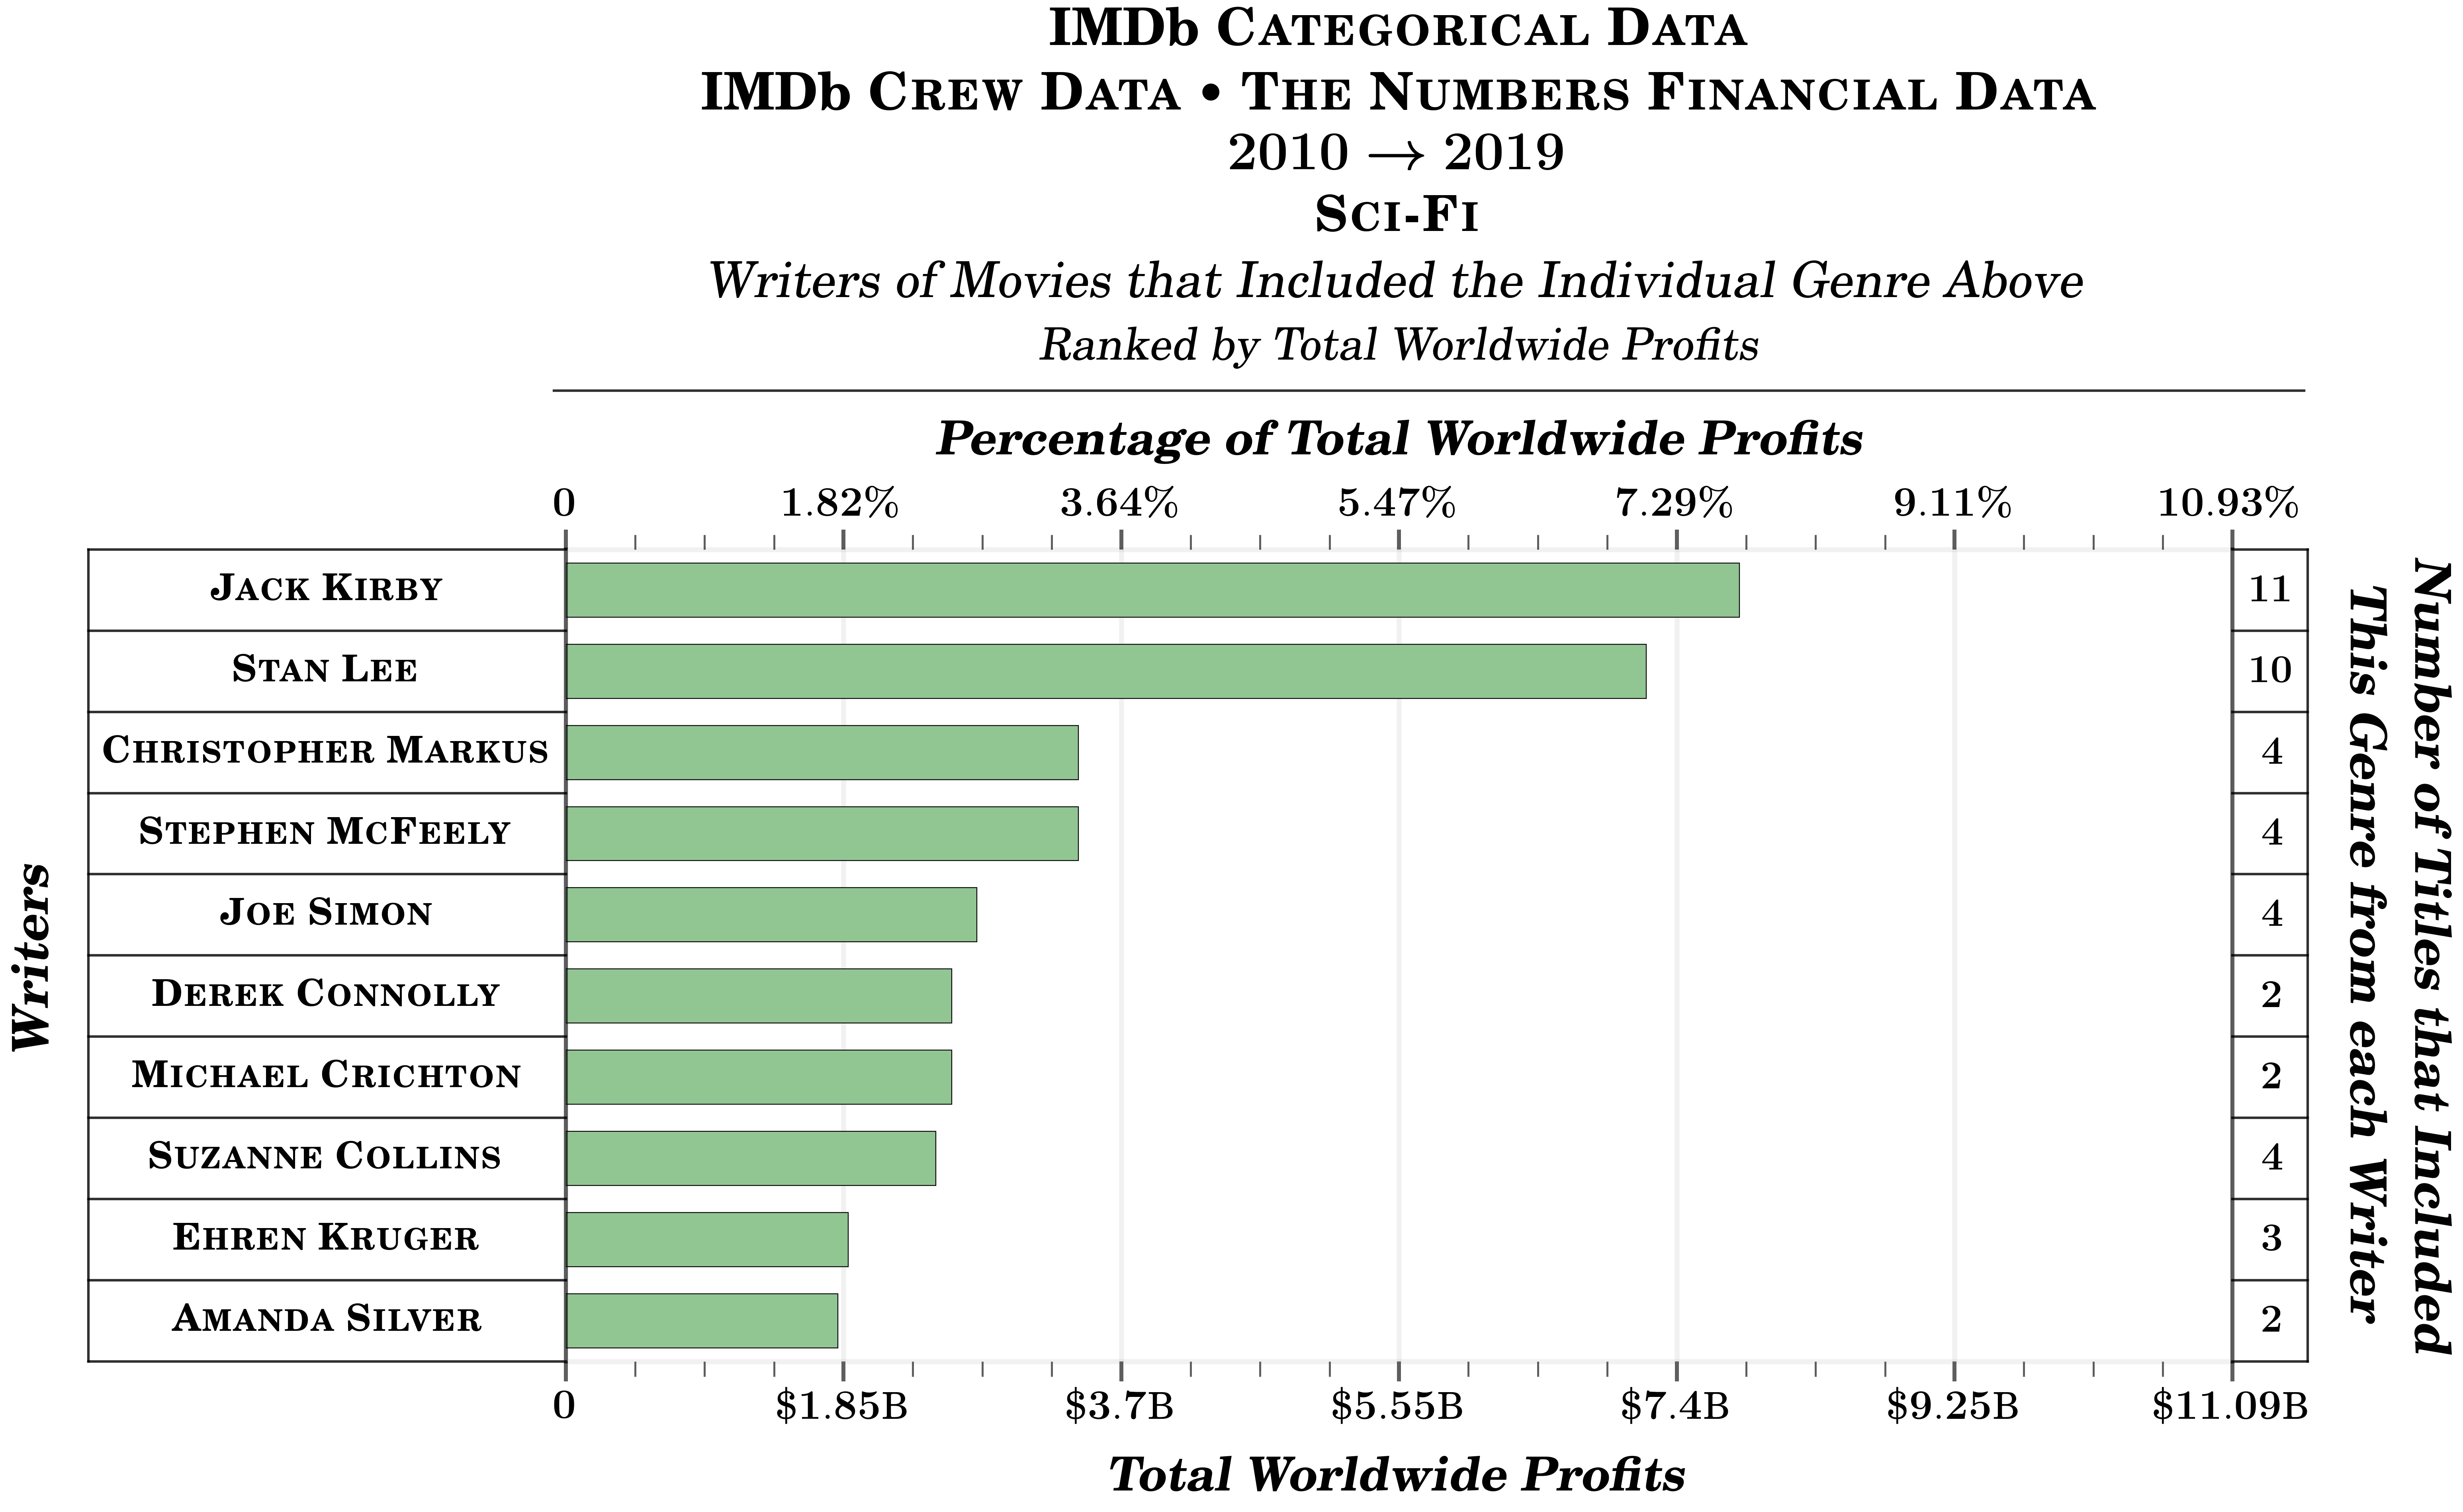 IMDb Categorical Data
IMDb Crew Data • The Numbers Financial Data
2010 → 2019
Sci-Fi
Writers of Movies that Included the Individual Genre Above
Ranked by Total Worldwide Profits
Percentage of Total Worldwide Profits
0 1.82% 3.64% 5.47% 7.29% 9.11% 10.93%
Writers
Jack Kirby 11
Stan Lee 10
Christopher Markus 4
Stephen McFeely 4
Joe Simon 4
Derek Connolly 2
Michael Crichton 2
Suzanne Collins 4
Ehren Kruger 3
Amanda Silver 2
Number of Titles that Included
This Genre from each Writer
0 $1.85B $3.7B $5.55B $7.4B $9.25B $11.09B
Total Worldwide Profits